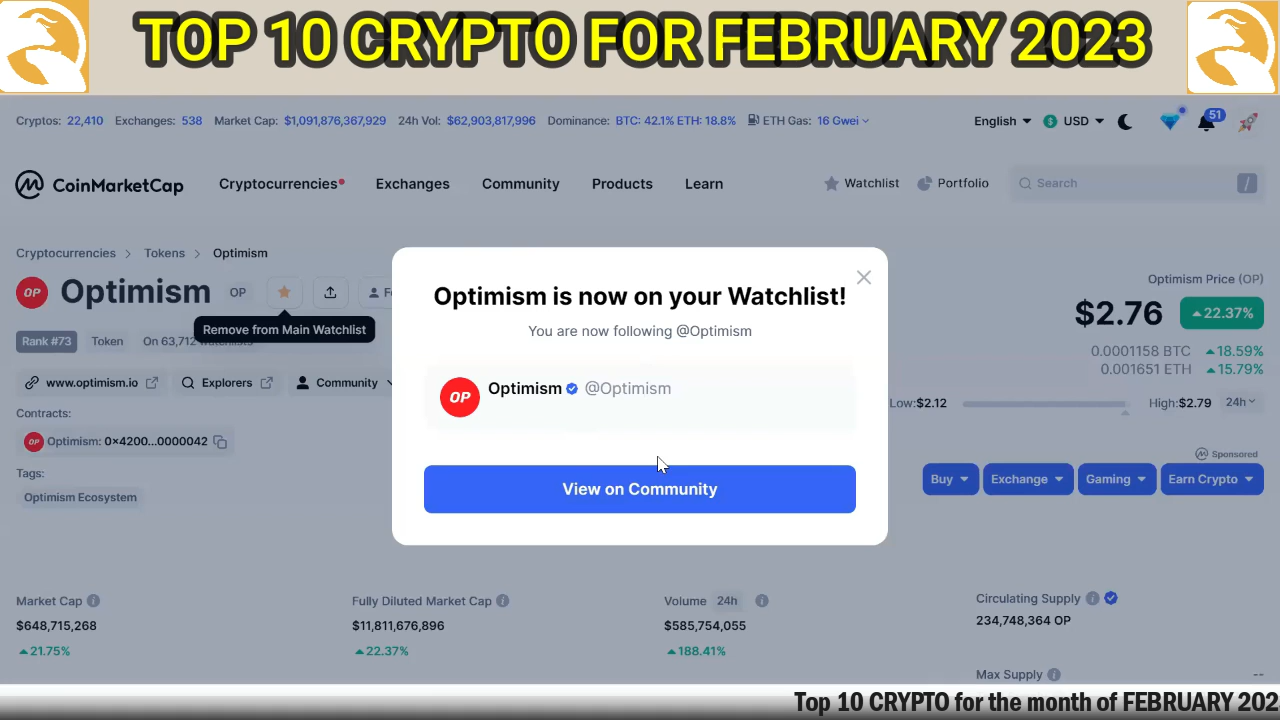 TOP 10 CRYPTO FOR FEBRUARY 2023
Cryptos: 22,410 Exchanges: 538 Market Cap: $1,091,876,367,929 24h Vol: $62,903,817,996 Dominance: BTC: 42.1% ETH: 18.8% ETH Gas: 16 Gwei
English USD 51
CoinMarketCap Cryptocurrencies Exchanges Community Products Learn Watchlist Portfolio Search /
Cryptocurrencies > Tokens > Optimism
OP Optimism OP
Remove from Main Watchlist
Rank #73 Token On 63,712 watchlists
www.optimism.io Explorers Community
Contracts:
OP Optimism: 0x4200...0000042
Tags:
Optimism Ecosystem
Optimism is now on your Watchlist!
You are now following @Optimism
OP Optimism @Optimism
View on Community
Optimism Price (OP)
$2.76 22.37%
0.0001158 BTC 18.59%
0.001651 ETH 15.79%
Low:$2.12 High:$2.79 24h
Sponsored
Buy Exchange Gaming Earn Crypto
Market Cap
$648,715,268
21.75%
Fully Diluted Market Cap
$11,811,676,896
22.37%
Volume 24h
$585,754,055
188.41%
Circulating Supply
234,748,364 OP
Max Supply --
Top 10 CRYPTO for the month of FEBRUARY 202